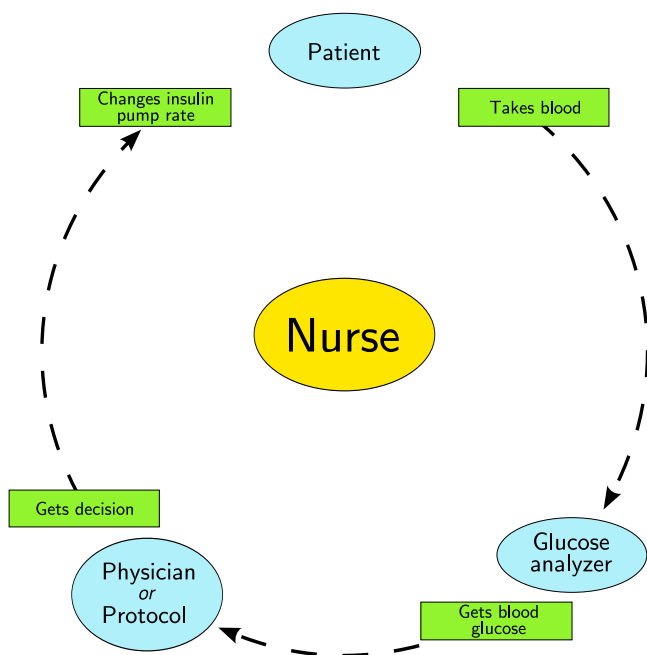 Patient
Changes insulin
pump rate
Takes blood
Nurse
Gets decision
Glucose
analyzer
Physician
or
Protocol
Gets blood
glucose